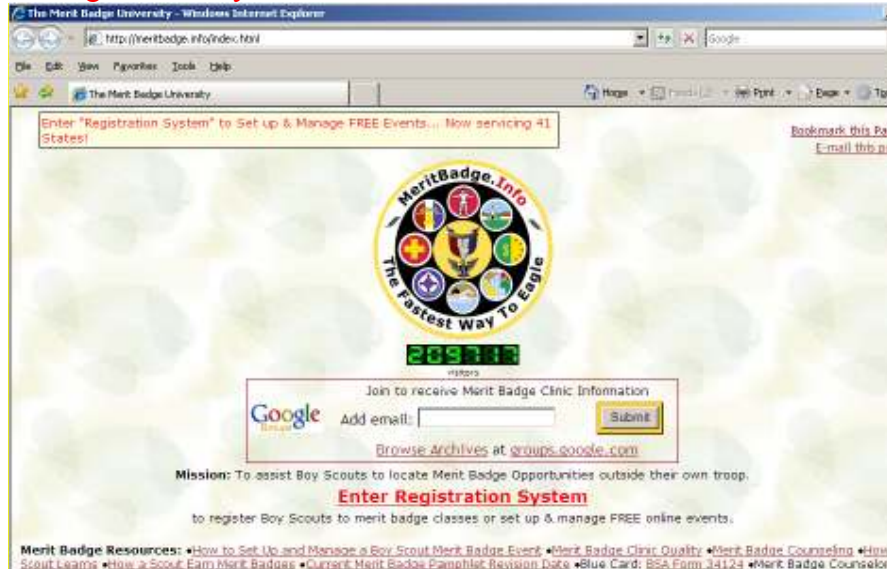 The Merit Badge University - Windows Internet Explorer
http://meritbadge.info/index.html
Google
File Edit View Favorites Tools Help
The Merit Badge University
Home
Print
Page
Enter "Registration System" to Set up & Manage FREE Events... Now servicing 41
States!
Bookmark this Pa
E-mail this p
MeritBadge.Info
The Fastest Way To Eagle
209717
visitors
Join to receive Merit Badge Clinic Information
Google
Groups
Add email:
Submit
Browse Archives at groups.google.com
Mission: To assist Boy Scouts to locate Merit Badge Opportunities outside their own troop.
Enter Registration System
to register Boy Scouts to merit badge classes or set up & manage FREE online events.
Merit Badge Resources: •How to Set Up and Manage a Boy Scout Merit Badge Event •Merit Badge Clinic Quality •Merit Badge Counseling •How
Scout Learns •How a Scout Earn Merit Badges •Current Merit Badge Pamphlet Revision Date •Blue Card: BSA Form 34124 •Merit Badge Counselor